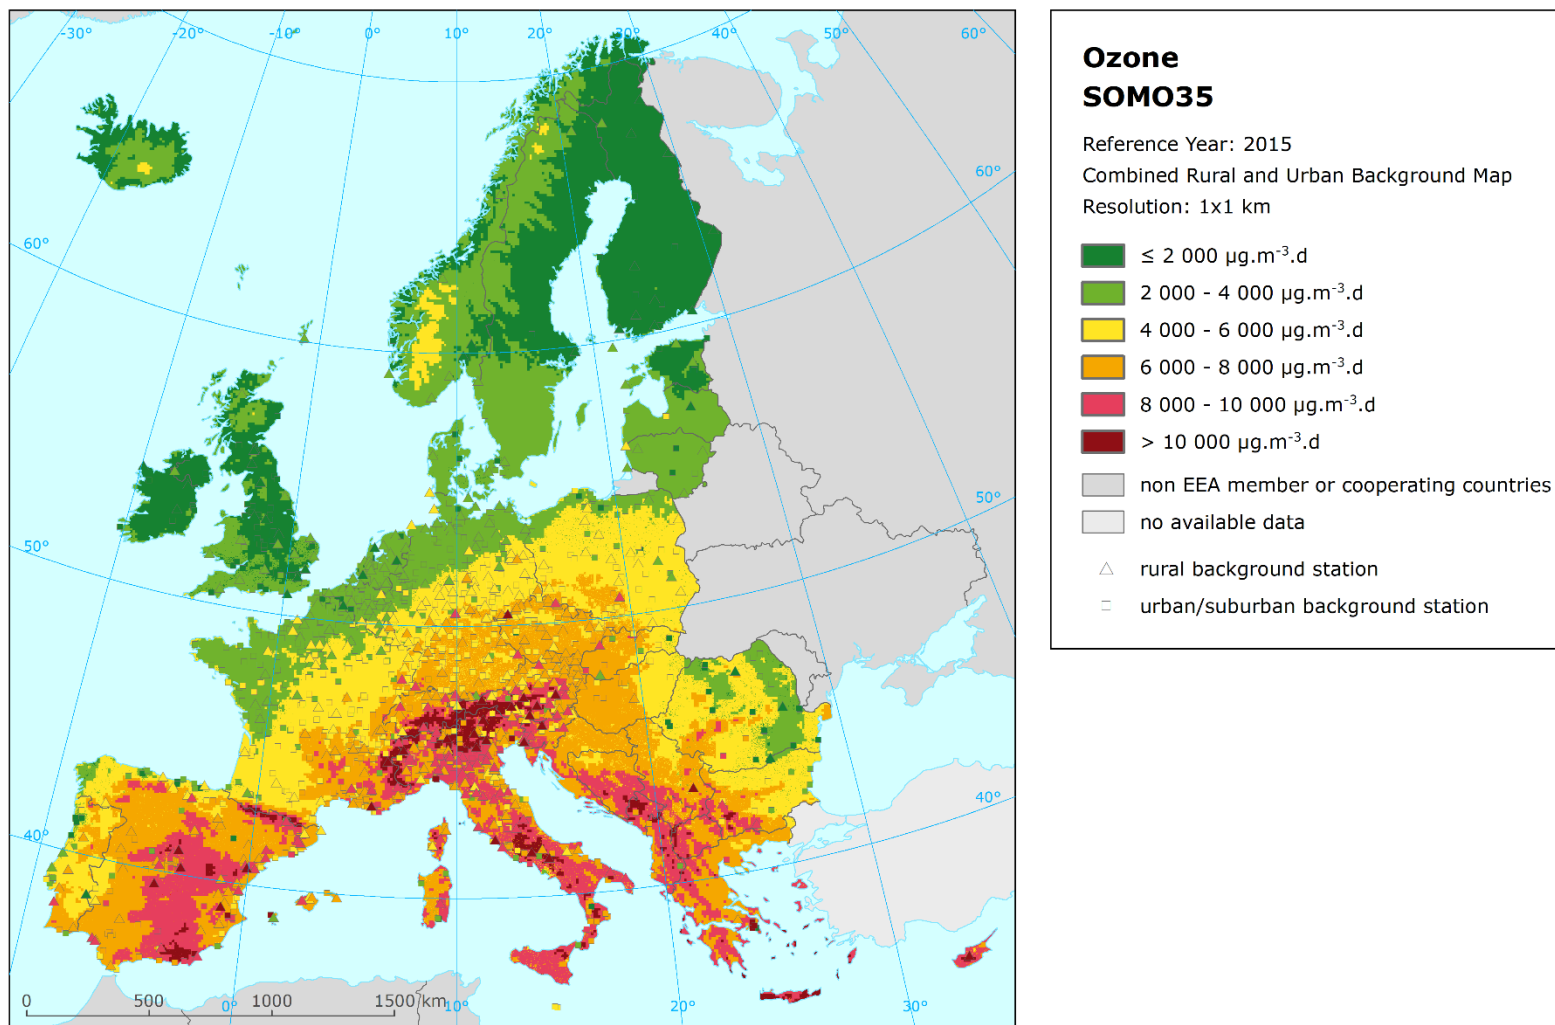 -30°
-20°
-10°
0°
10°
20°
30°
40°
50°
60°
60°
60°
50°
50°
40°
40°
0
500
1000
1500 km
0°
10°
20°
30°
Ozone
SOMO35
Reference Year: 2015
Combined Rural and Urban Background Map
Resolution: 1x1 km
≤ 2 000 µg.m-3.d
2 000 - 4 000 µg.m-3.d
4 000 - 6 000 µg.m-3.d
6 000 - 8 000 µg.m-3.d
8 000 - 10 000 µg.m-3.d
> 10 000 µg.m-3.d
non EEA member or cooperating countries
no available data
rural background station
urban/suburban background station